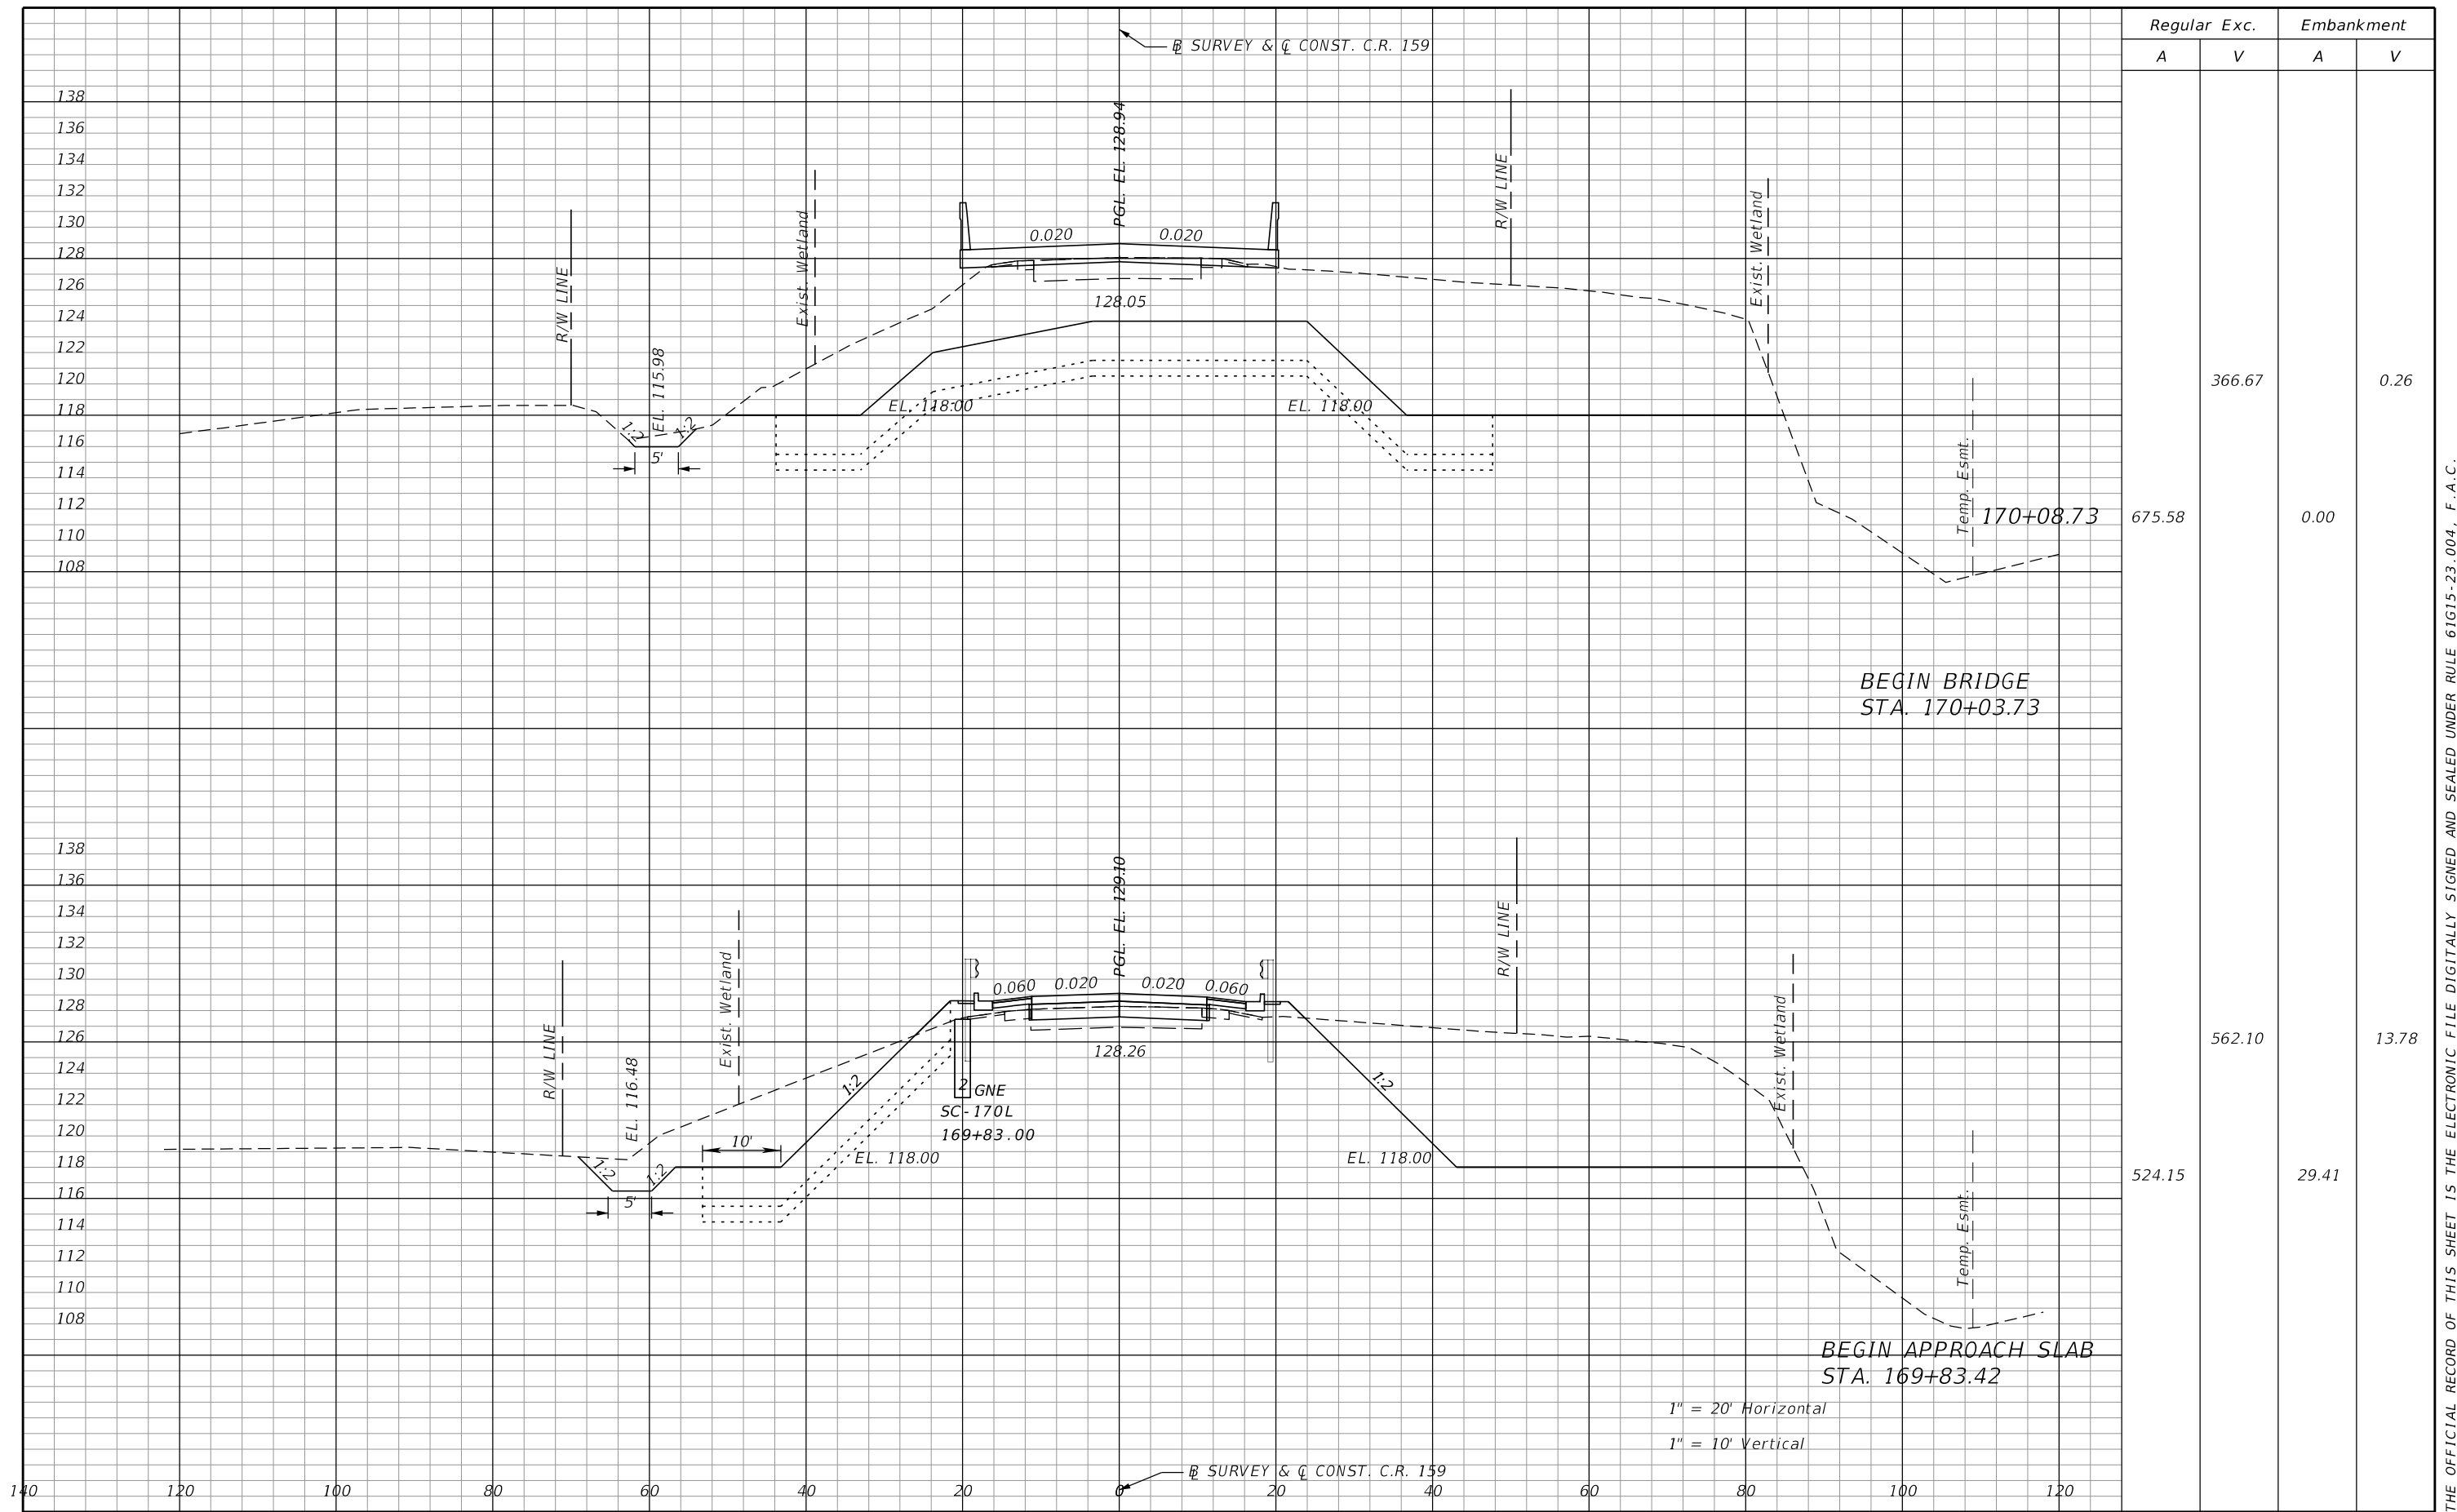 Regular Exc. Embankment
A V A V
℄ SURVEY & ℄ CONST. C.R. 159
138
136
134
132
130
128
126
124
122
120
118
116
114
112
110
108
R/W LINE
EL. 115.98
Exist. Wetland
PGL. EL. 128.94
0.020 0.020
128.05
R/W LINE
Exist. Wetland
Temp. Esmt.
EL. 118.00 EL. 118.00
1:2 1:2
5'
366.67 0.26
170+08.73 675.58 0.00
BEGIN BRIDGE
STA. 170+03.73
138
136
134
132
130
128
126
124
122
120
118
116
114
112
110
108
R/W LINE
EL. 116.48
Exist. Wetland
PGL. EL. 129.10
0.060 0.020 0.020 0.060
128.26
R/W LINE
Exist. Wetland
Temp. Esmt.
1:2 1:2
2 GNE
SC-170L
169+83.00
10'
EL. 118.00 EL. 118.00
1:2 1:2
5'
562.10 13.78
524.15 29.41
BEGIN APPROACH SLAB
STA. 169+83.42
1" = 20' Horizontal
1" = 10' Vertical
℄ SURVEY & ℄ CONST. C.R. 159
140 120 100 80 60 40 20 0 20 40 60 80 100 120
THE OFFICIAL RECORD OF THIS SHEET IS THE ELECTRONIC FILE DIGITALLY SIGNED AND SEALED UNDER RULE 61G15-23.004, F.A.C.